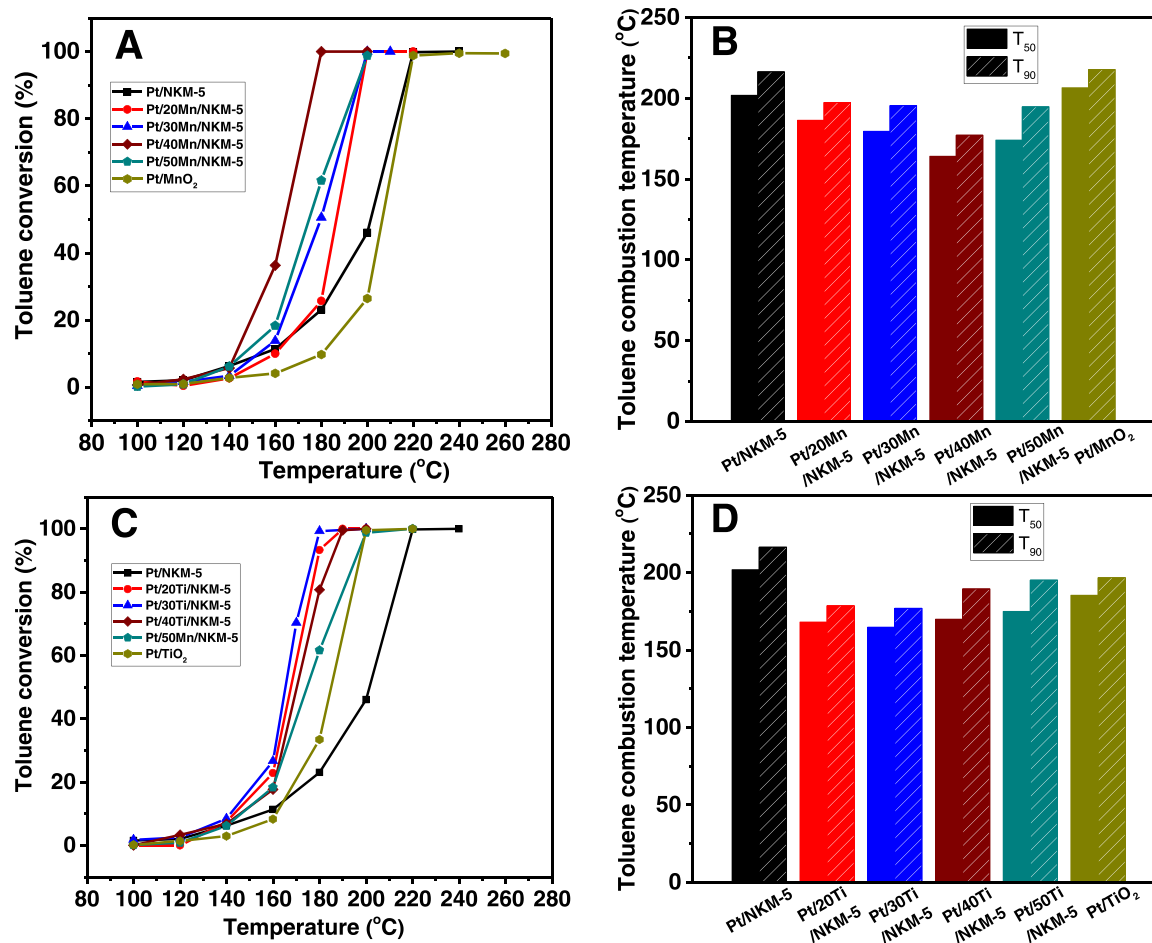 A
100
80
60
40
20
0
Toluene conversion (%)
Pt/NKM-5
Pt/20Mn/NKM-5
Pt/30Mn/NKM-5
Pt/40Mn/NKM-5
Pt/50Mn/NKM-5
Pt/MnO2
80 100 120 140 160 180 200 220 240 260 280
Temperature (oC)
B
250
200
150
100
50
0
Toluene combustion temperature (oC)
T50
T90
Pt/NKM-5
Pt/20Mn
/NKM-5
Pt/30Mn
/NKM-5
Pt/40Mn
/NKM-5
Pt/50Mn
/NKM-5
Pt/MnO2
C
100
80
60
40
20
0
Toluene conversion (%)
Pt/NKM-5
Pt/20Ti/NKM-5
Pt/30Ti/NKM-5
Pt/40Ti/NKM-5
Pt/50Mn/NKM-5
Pt/TiO2
80 100 120 140 160 180 200 220 240 260 280
Temperature (oC)
D
250
200
150
100
50
0
Toluene combustion temperature (oC)
T50
T90
Pt/NKM-5
Pt/20Ti
/NKM-5
Pt/30Ti
/NKM-5
Pt/40Ti
/NKM-5
Pt/50Ti
/NKM-5
Pt/TiO2